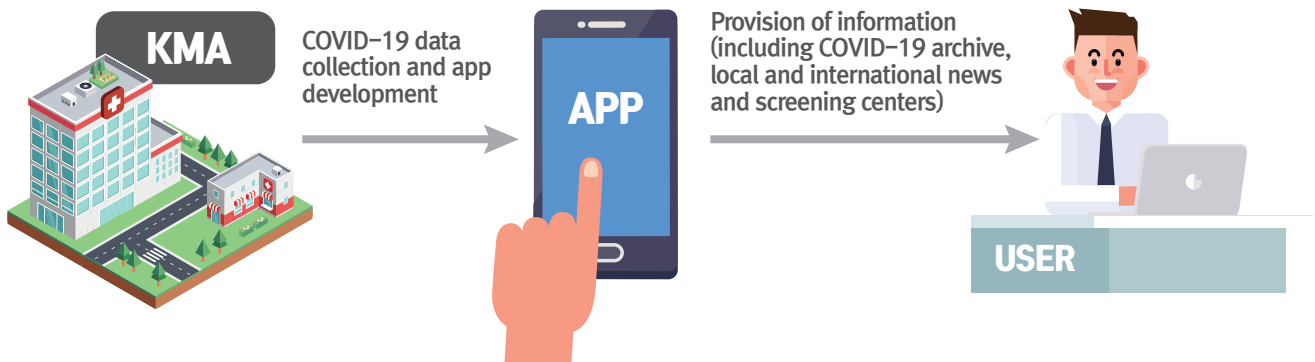 KMA
COVID–19 data
collection and app
development
APP
Provision of information
(including COVID–19 archive,
local and international news
and screening centers)
USER